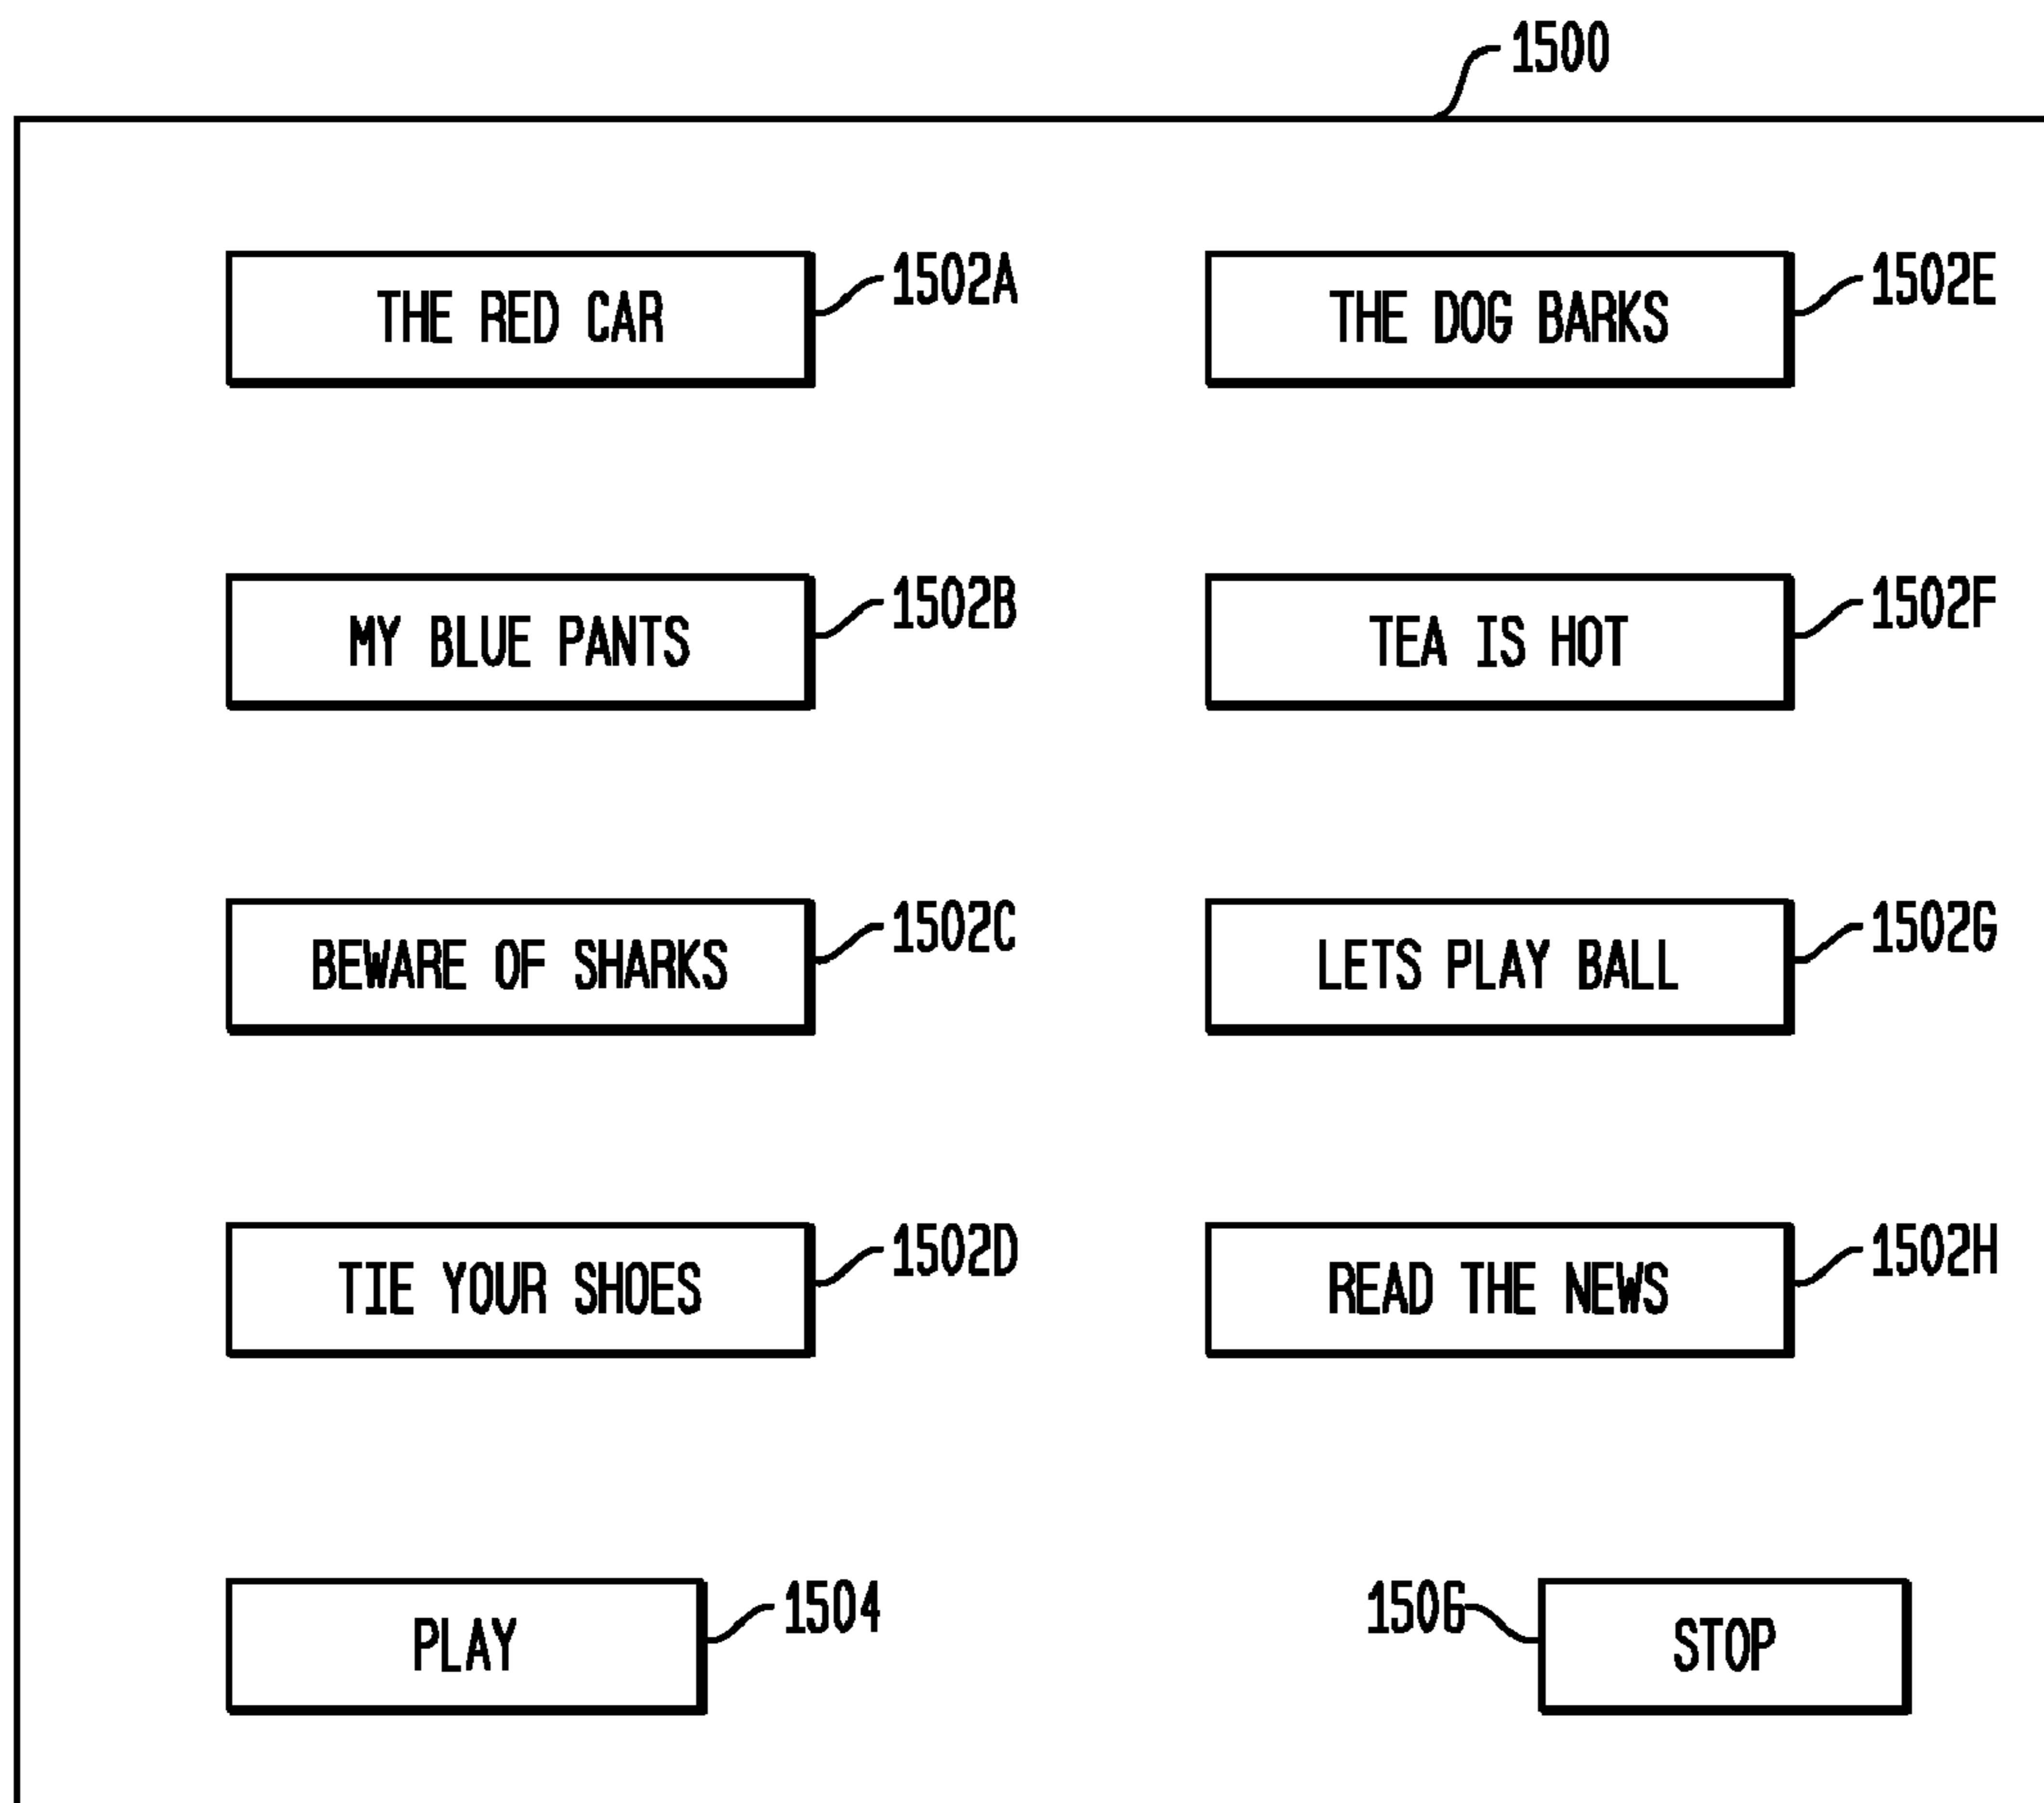 1500
THE RED CAR 1502A
THE DOG BARKS 1502E
MY BLUE PANTS 1502B
TEA IS HOT 1502F
BEWARE OF SHARKS 1502C
LETS PLAY BALL 1502G
TIE YOUR SHOES 1502D
READ THE NEWS 1502H
PLAY 1504
1506 STOP